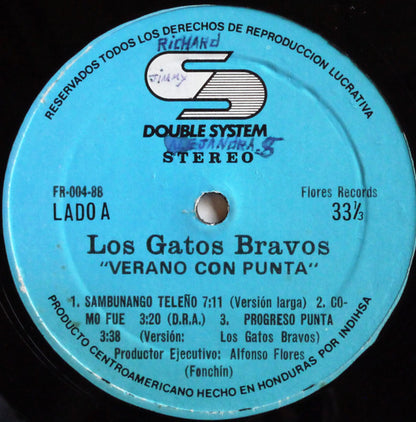 RESERVADOS TODOS LOS DERECHOS DE REPRODUCCION LUCRATIVA
RICHARD
Jimmy
DOUBLE SYSTEM
ALEJANDRA.S
STEREO
FR-004-88
Flores Records
LADO A
33⅓
Los Gatos Bravos
"VERANO CON PUNTA"
1. SAMBUNANGO TELEÑO 7:11 (Versión larga) 2. CO-
MO FUE 3:20 (D.R.A.) 3. PROGRESO PUNTA
3:38 (Versión: Los Gatos Bravos)
Productor Ejecutivo: Alfonso Flores
(Fonchín)
PRODUCTO CENTROAMERICANO HECHO EN HONDURAS POR INDIHSA